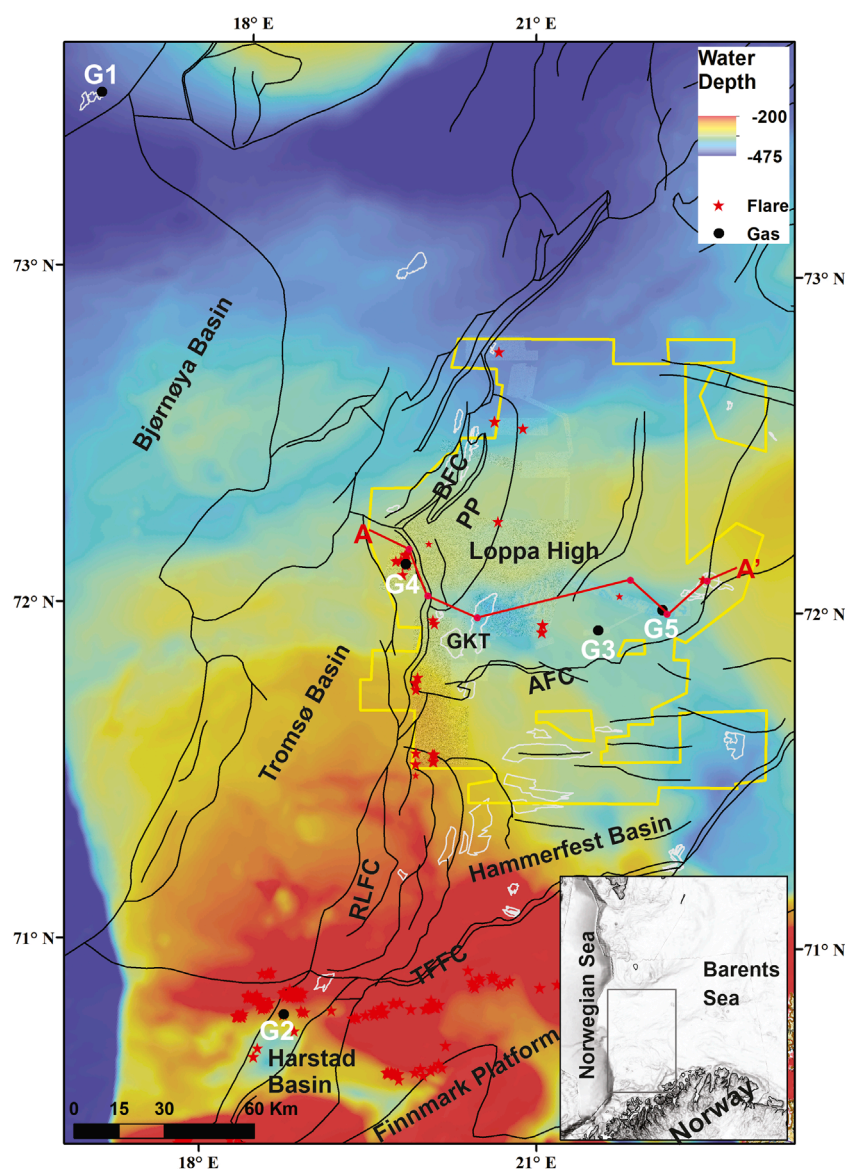 18° E
21° E
G1
Water
Depth
-200
-475
Flare
Gas
73° N
73° N
Bjørnøya Basin
BFC
PP
A
Loppa High
A'
G4
72° N
72° N
GKT
G5
G3
AFC
Tromsø Basin
Hammerfest Basin
RLFC
71° N
71° N
TFFC
Norwegian Sea
Barents
Sea
G2
Harstad
Basin
Finnmark Platform
Norway
0 15 30 60 Km
18° E
21° E